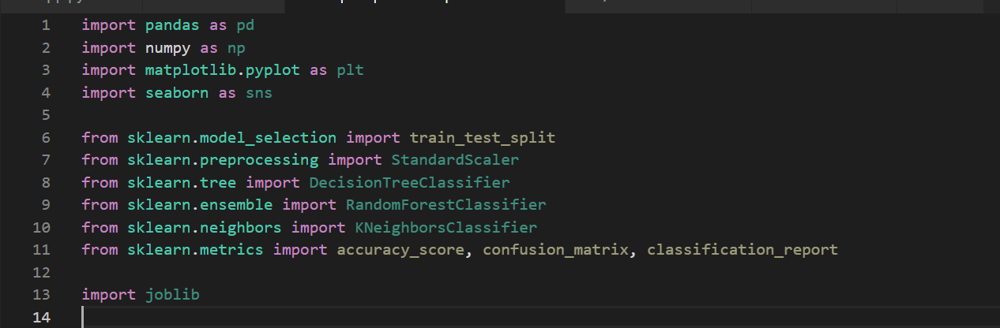 1 import pandas as pd
2 import numpy as np
3 import matplotlib.pyplot as plt
4 import seaborn as sns
5
6 from sklearn.model_selection import train_test_split
7 from sklearn.preprocessing import StandardScaler
8 from sklearn.tree import DecisionTreeClassifier
9 from sklearn.ensemble import RandomForestClassifier
10 from sklearn.neighbors import KNeighborsClassifier
11 from sklearn.metrics import accuracy_score, confusion_matrix, classification_report
12
13 import joblib
14